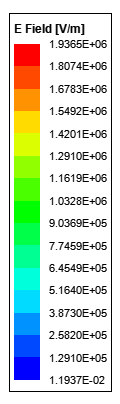 E Field [V/m]
1.9365E+06
1.8074E+06
1.6783E+06
1.5492E+06
1.4201E+06
1.2910E+06
1.1619E+06
1.0328E+06
9.0369E+05
7.7459E+05
6.4549E+05
5.1640E+05
3.8730E+05
2.5820E+05
1.2910E+05
1.1937E-02